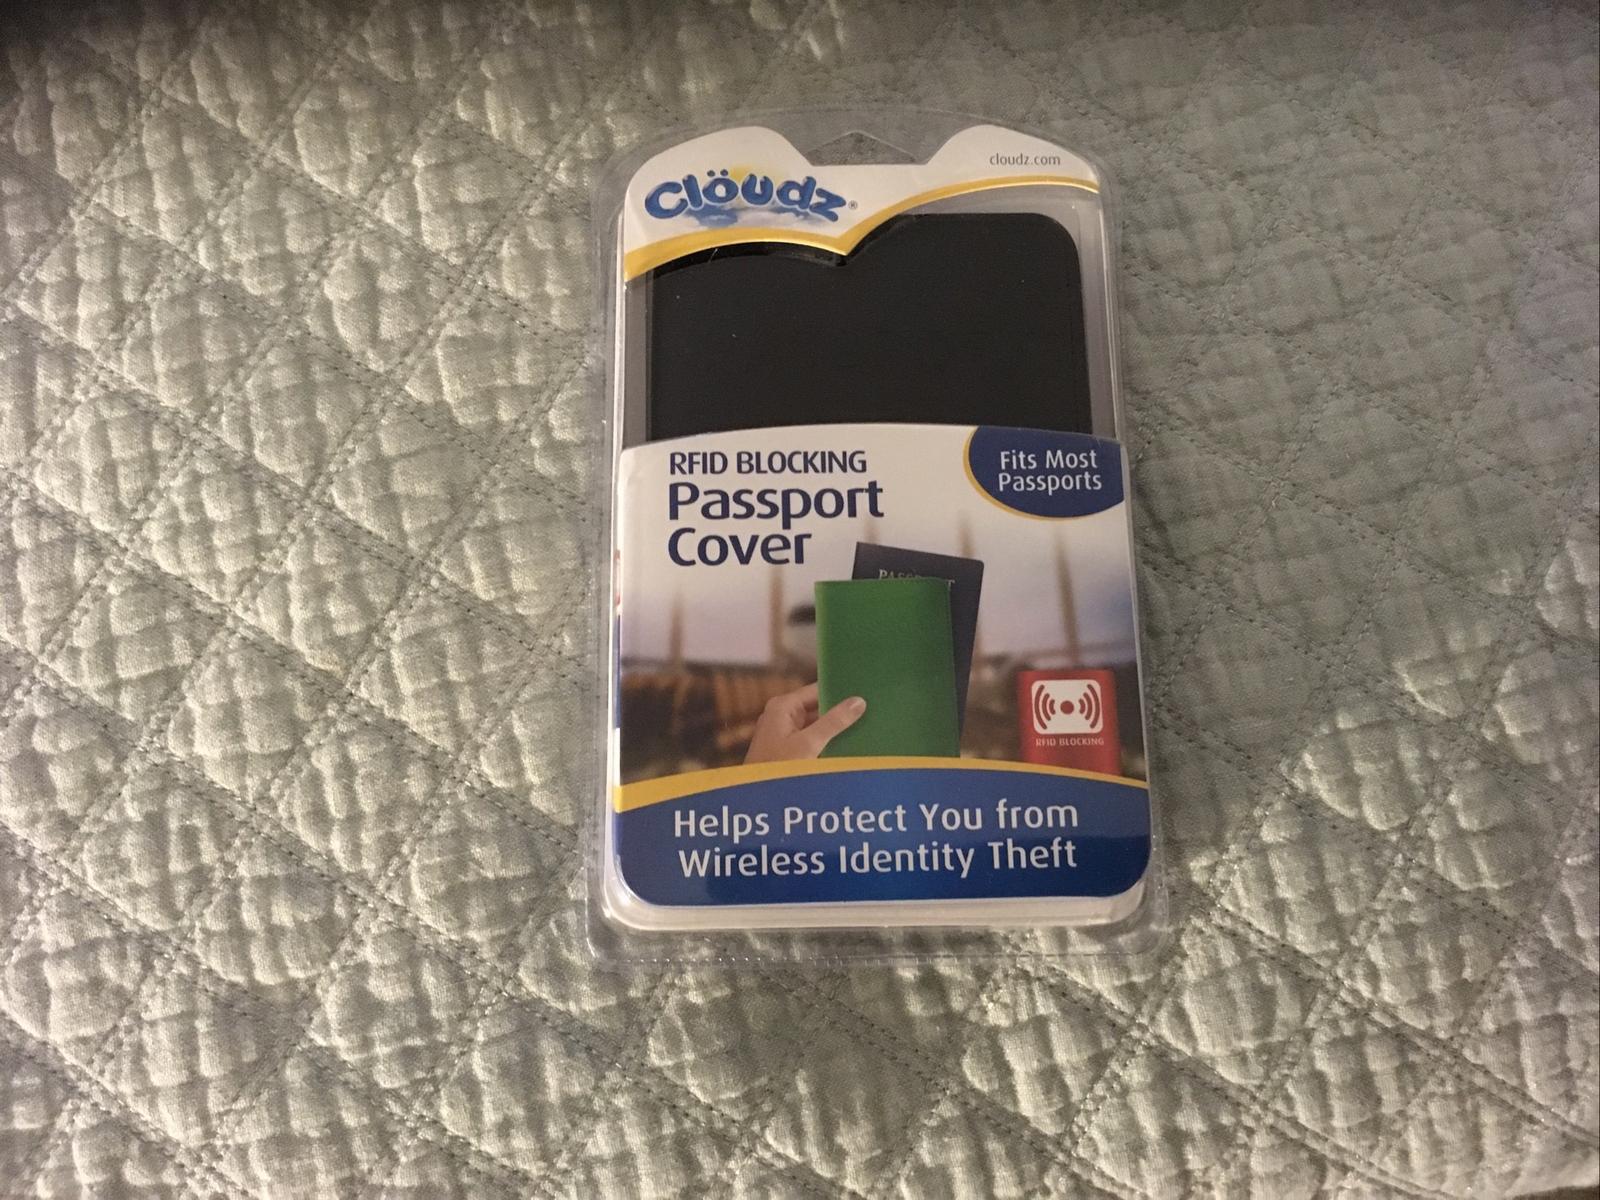 cloudz.com
Clöudz®
RFID BLOCKING
Passport
Cover
Fits Most
Passports
RFID BLOCKING
Helps Protect You from
Wireless Identity Theft